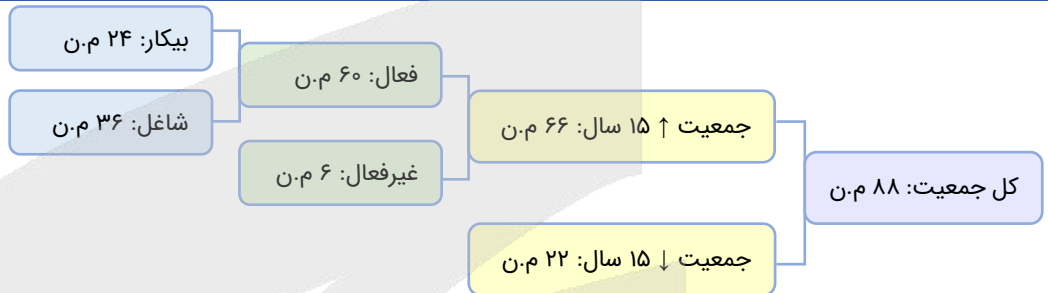 کل جمعیت: ۸۸ م.ن
جمعیت ↑ ۱۵ سال: ۶۶ م.ن
جمعیت ↓ ۱۵ سال: ۲۲ م.ن
فعال: ۶۰ م.ن
غیرفعال: ۶ م.ن
بیکار: ۲۴ م.ن
شاغل: ۳۶ م.ن